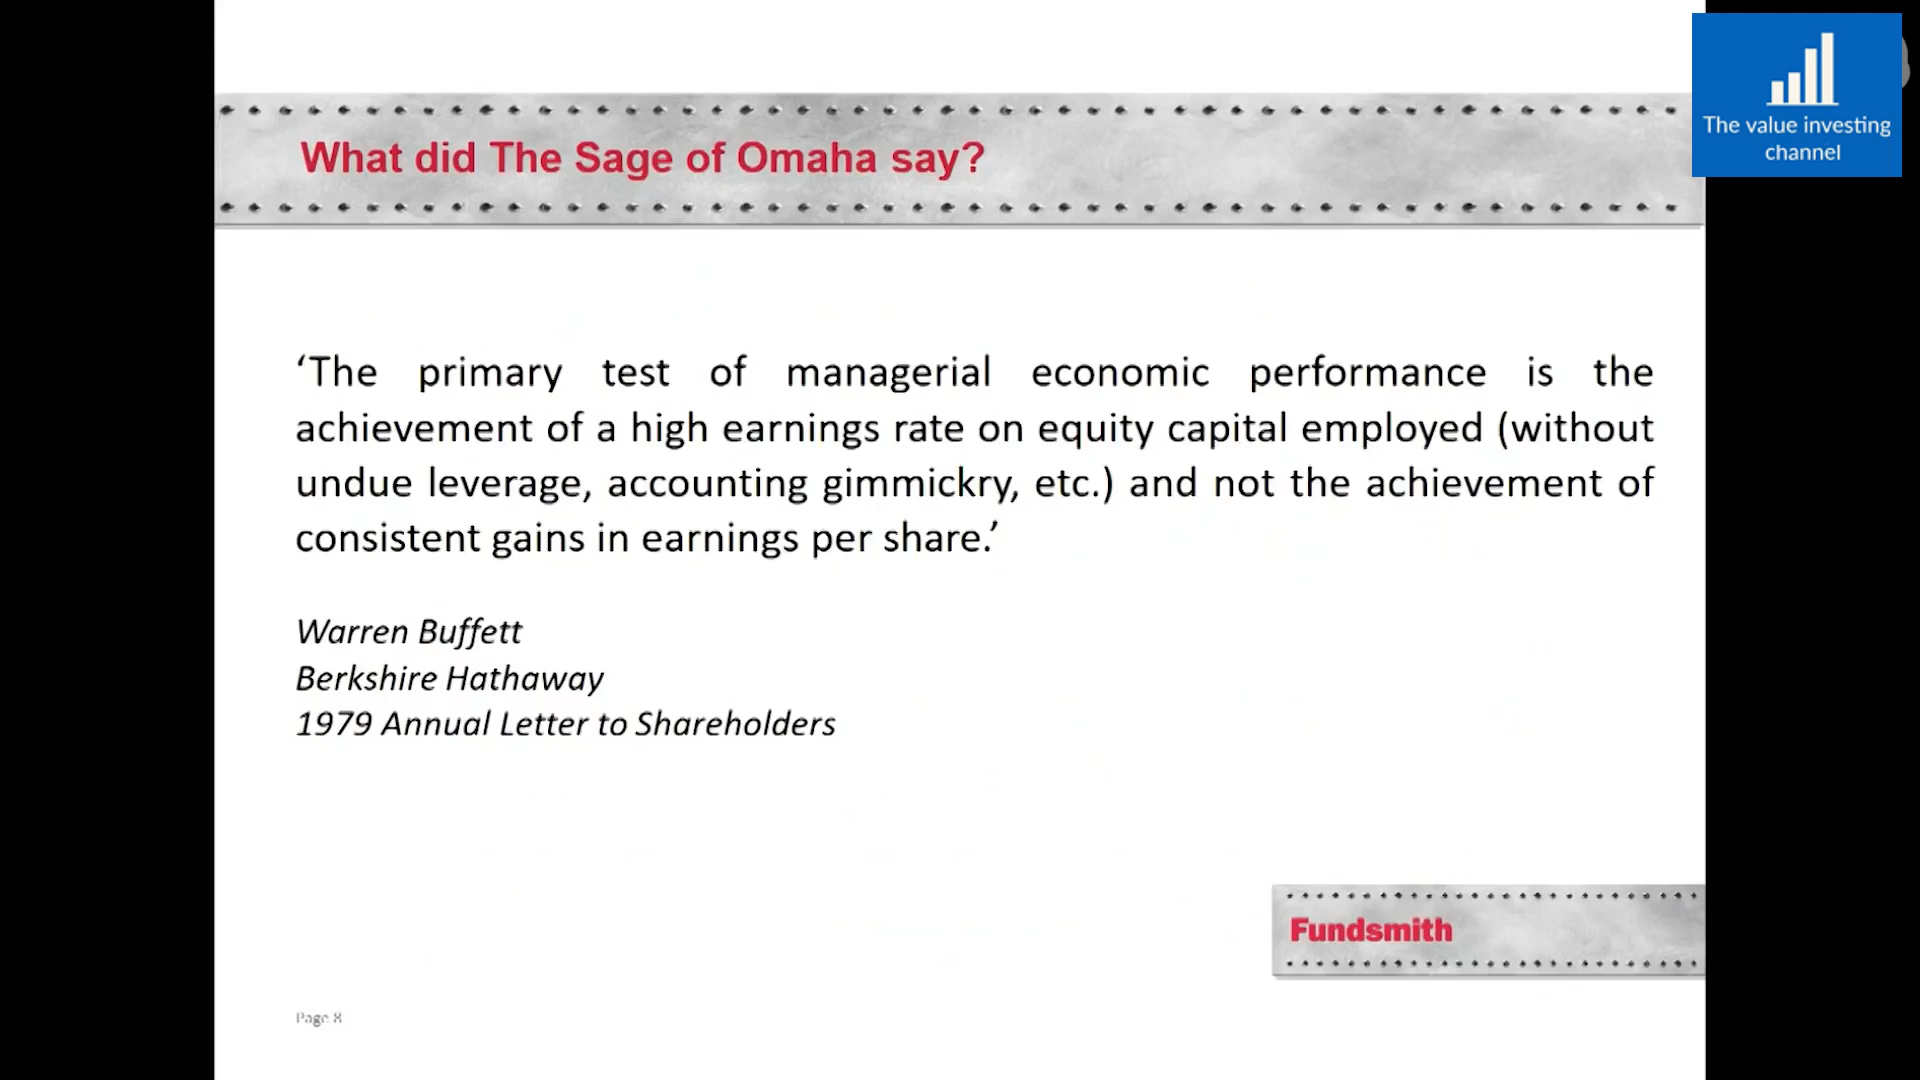 The value investing
channel
What did The Sage of Omaha say?
‘The primary test of managerial economic performance is the
achievement of a high earnings rate on equity capital employed (without
undue leverage, accounting gimmickry, etc.) and not the achievement of
consistent gains in earnings per share.’
Warren Buffett
Berkshire Hathaway
1979 Annual Letter to Shareholders
Fundsmith
Page 8